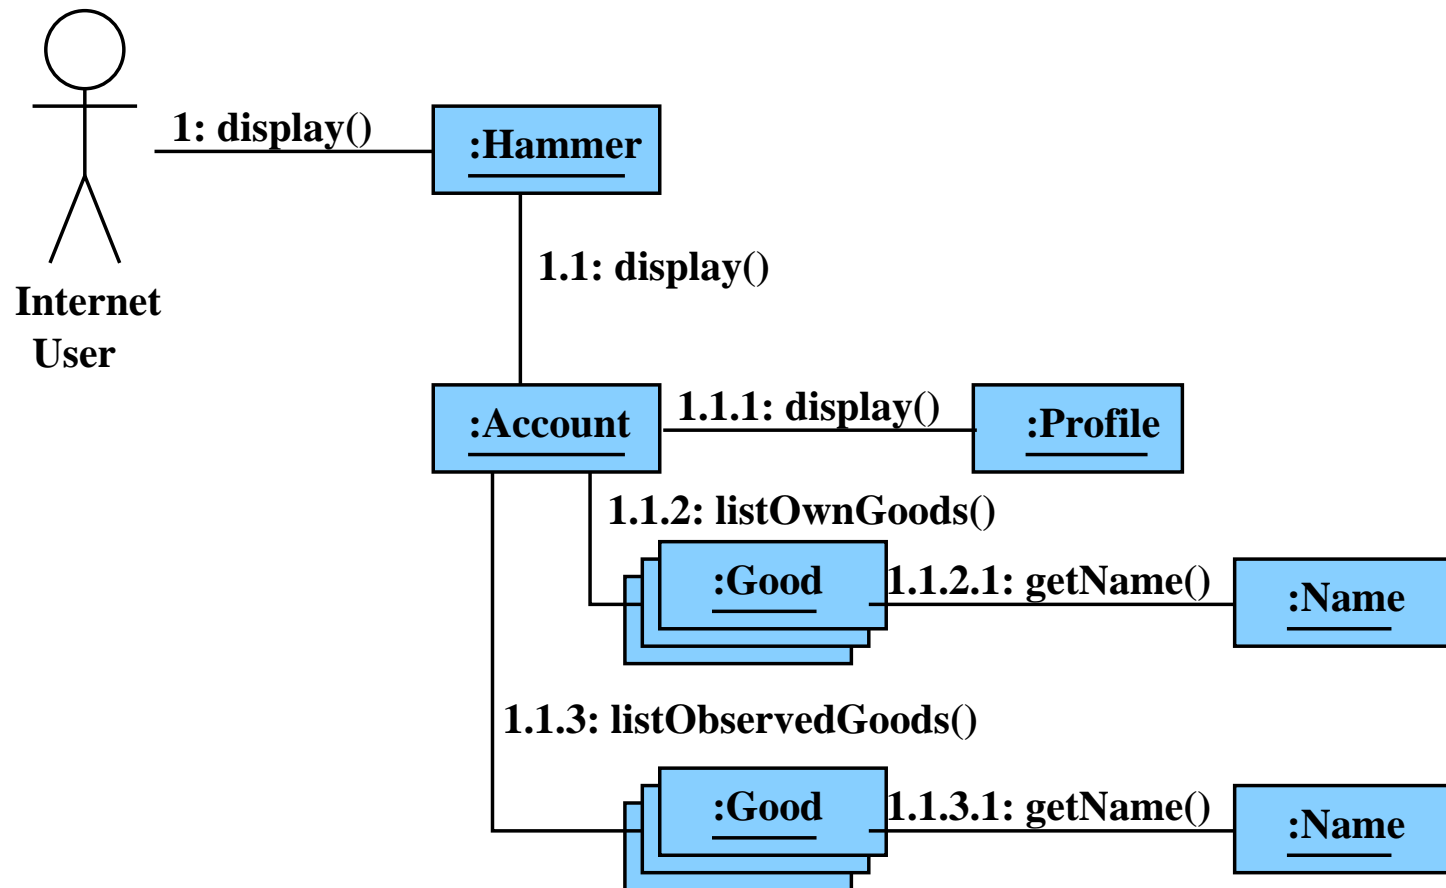 1: display()
:Hammer
1.1: display()
Internet
User
:Account
1.1.1: display()
:Profile
1.1.2: listOwnGoods()
:Good
1.1.2.1: getName()
:Name
1.1.3: listObservedGoods()
:Good
1.1.3.1: getName()
:Name